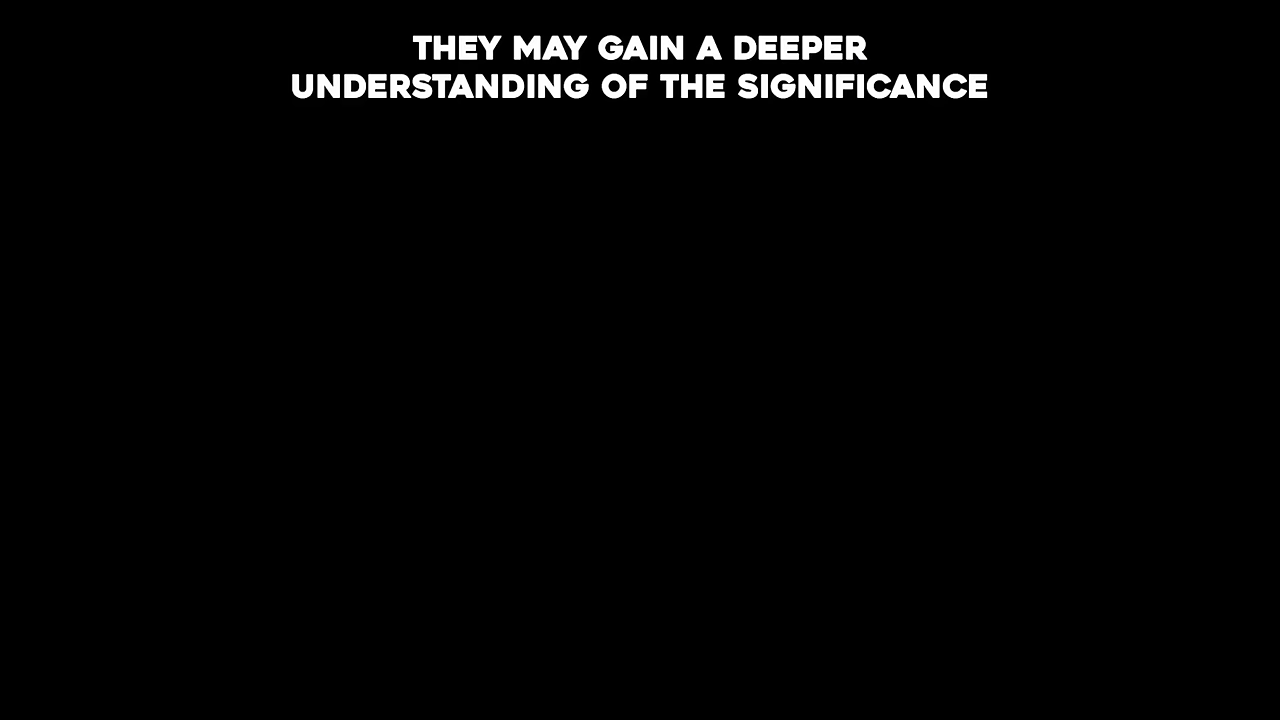 THEY MAY GAIN A DEEPER
UNDERSTANDING OF THE SIGNIFICANCE